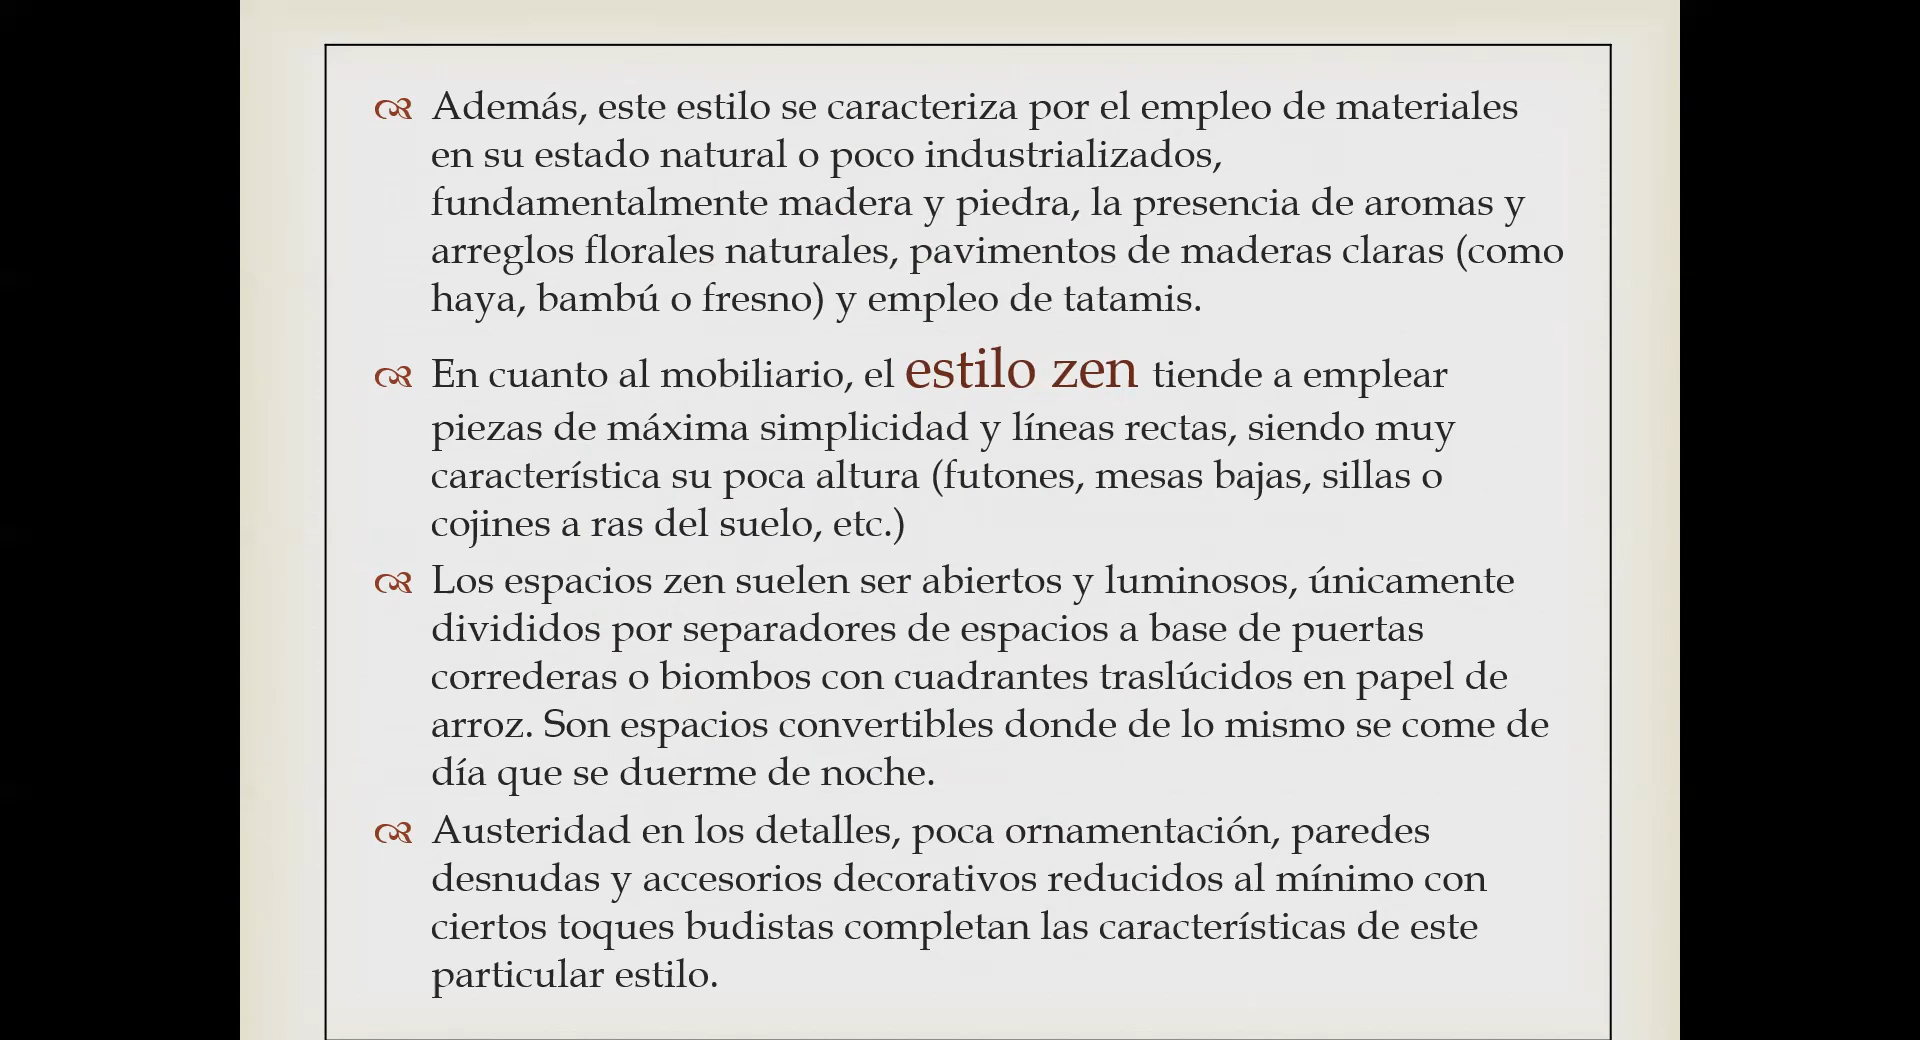 Además, este estilo se caracteriza por el empleo de materiales
en su estado natural o poco industrializados,
fundamentalmente madera y piedra, la presencia de aromas y
arreglos florales naturales, pavimentos de maderas claras (como
haya, bambú o fresno) y empleo de tatamis.
En cuanto al mobiliario, el estilo zen tiende a emplear
piezas de máxima simplicidad y líneas rectas, siendo muy
característica su poca altura (futones, mesas bajas, sillas o
cojines a ras del suelo, etc.)
Los espacios zen suelen ser abiertos y luminosos, únicamente
divididos por separadores de espacios a base de puertas
correderas o biombos con cuadrantes traslúcidos en papel de
arroz. Son espacios convertibles donde de lo mismo se come de
día que se duerme de noche.
Austeridad en los detalles, poca ornamentación, paredes
desnudas y accesorios decorativos reducidos al mínimo con
ciertos toques budistas completan las características de este
particular estilo.